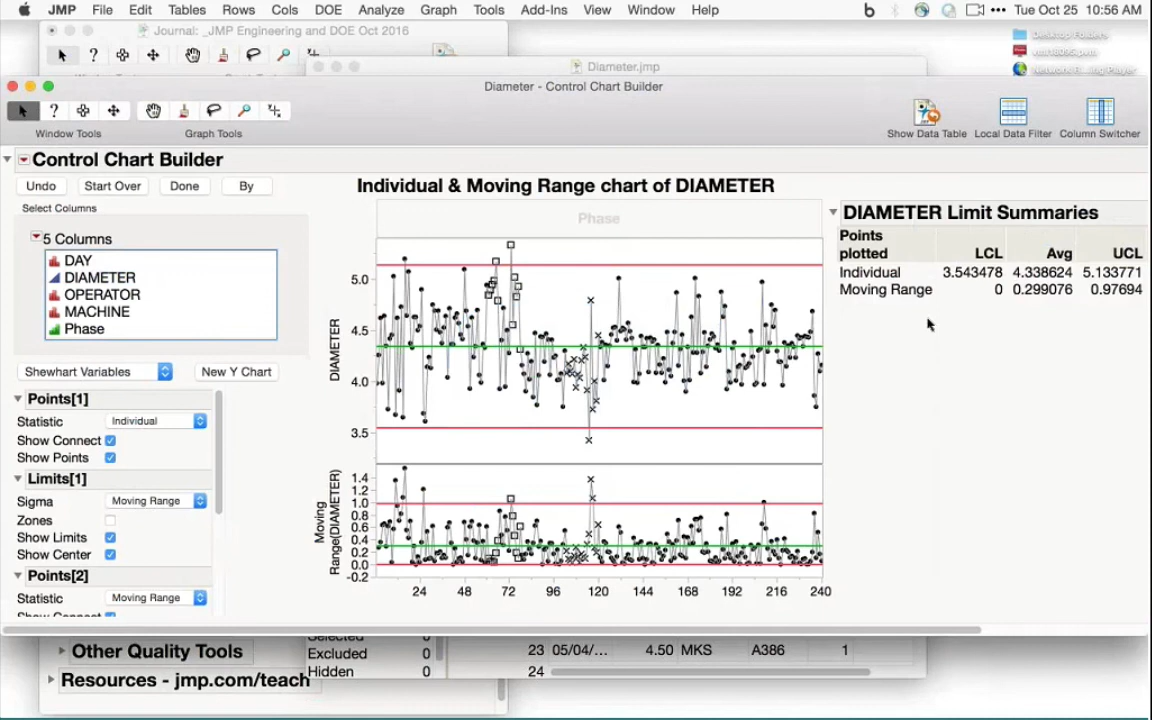 JMP File Edit Tables Rows Cols DOE Analyze Graph Tools Add-Ins View Window Help Tue Oct 25 10:56 AM
Journal: _JMP Engineering and DOE Oct 2016
Desktop Folders
Diameter.jmp
Diameter - Control Chart Builder
Window Tools Graph Tools Show Data Table Local Data Filter Column Switcher
Control Chart Builder
Undo Start Over Done By
Select Columns
5 Columns
DAY
DIAMETER
OPERATOR
MACHINE
Phase
Shewhart Variables New Y Chart
Points[1]
Statistic Individual
Show Connect
Show Points
Limits[1]
Sigma Moving Range
Zones
Show Limits
Show Center
Points[2]
Statistic Moving Range
Individual & Moving Range chart of DIAMETER
Phase
DIAMETER
5.0
4.5
4.0
3.5
Moving
Range(DIAMETER)
1.4
1.2
1.0
0.8
0.6
0.4
0.2
0.0
-0.2
24 48 72 96 120 144 168 192 216 240
DIAMETER Limit Summaries
Points
plotted LCL Avg UCL
Individual 3.543478 4.338624 5.133771
Moving Range 0 0.299076 0.97694
Other Quality Tools
Resources - jmp.com/teach
Selected 0
Excluded 0
Hidden 0
23 05/04/... 4.50 MKS A386 1
24